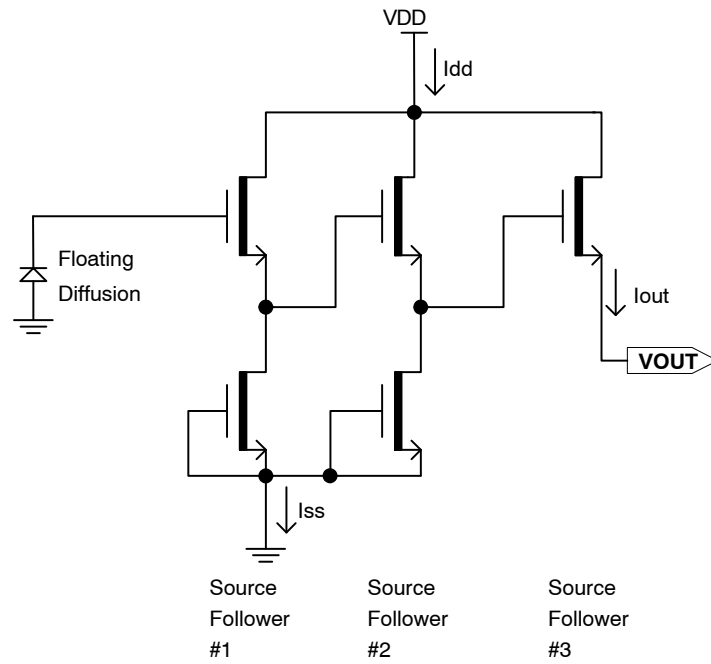 VDD
Idd
Floating
Diffusion
Iout
VOUT
Iss
Source
Follower
#1
Source
Follower
#2
Source
Follower
#3